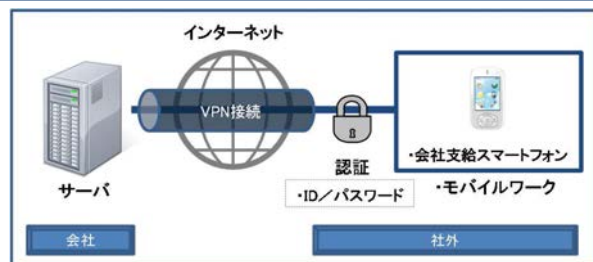 インターネット
VPN接続
サーバ
認証
・ID／パスワード
・会社支給スマートフォン
・モバイルワーク
会社
社外